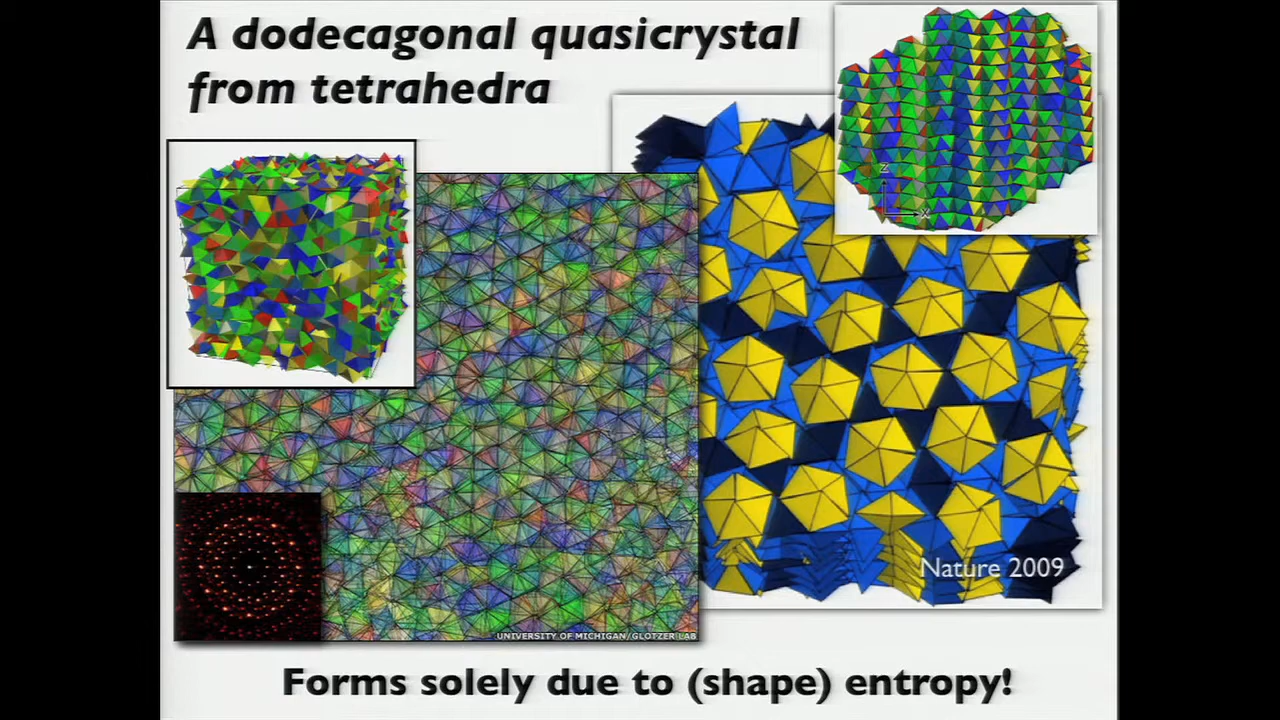 A dodecagonal quasicrystal
from tetrahedra
Z
X
Nature 2009
UNIVERSITY OF MICHIGAN/GLOTZER LAB
Forms solely due to (shape) entropy!